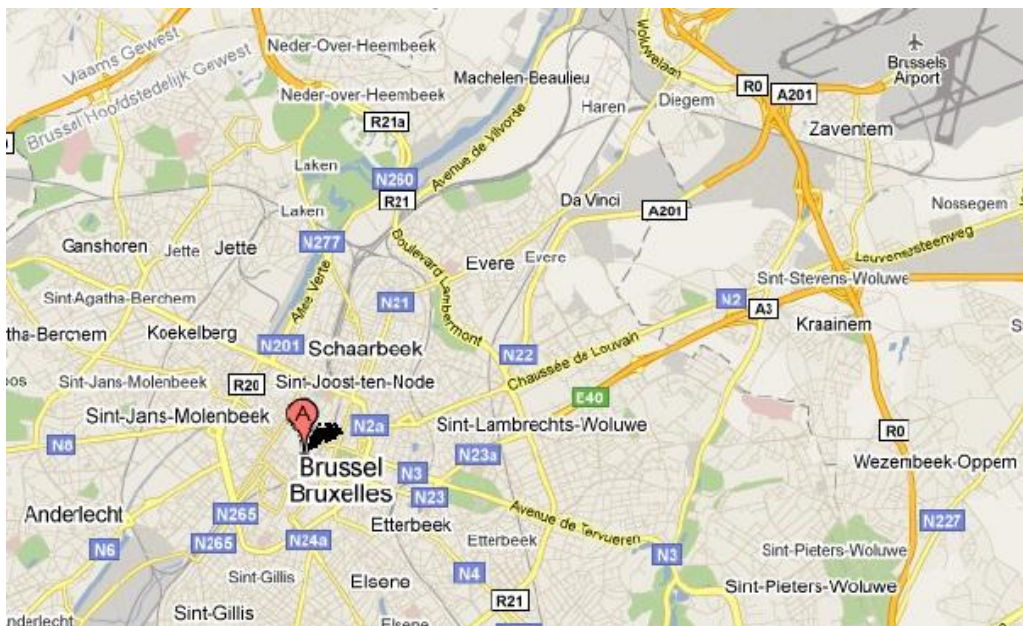 Neder-Over-Heembeek
Vlaams Gewest
Woluwelaan
Brussels
Airport
Brussel Hoofdstedelijk Gewest
Machelen-Beaulieu
Neder-over-Heembeek
R0
A201
Haren
Diegem
R21a
Zaventem
Laken
Avenue de Vilvorde
N260
R21
Da Vinci
A201
Nossegem
Laken
Ganshoren
Jette
Jette
N277
Boulevard Lambermont
Evere
Evere
Leuvensesteenweg
Sint-Stevens-Woluwe
Sint Agatha-Berchem
Allee Verte
N21
N2
A3
Kraainem
tha-Berchem
Koekelberg
N201
Schaarbeek
N22
Chaussée de Louvain
Sint-Jans-Molenbeek
R20
Sint-Joost-ten-Node
E40
Sint-Jans-Molenbeek
A
N2a
Sint-Lambrechts-Woluwe
R0
N8
N23a
Wezembeek-Oppem
Brussel
Bruxelles
N3
N23
Anderlecht
N265
Etterbeek
Avenue de Tervueren
N227
N6
N265
N24a
Etterbeek
N3
Sint-Pieters-Woluwe
Sint-Gillis
Elsene
N4
Sint-Pieters-Woluwe
R21
Sint-Gillis
Elsene
nderlecht